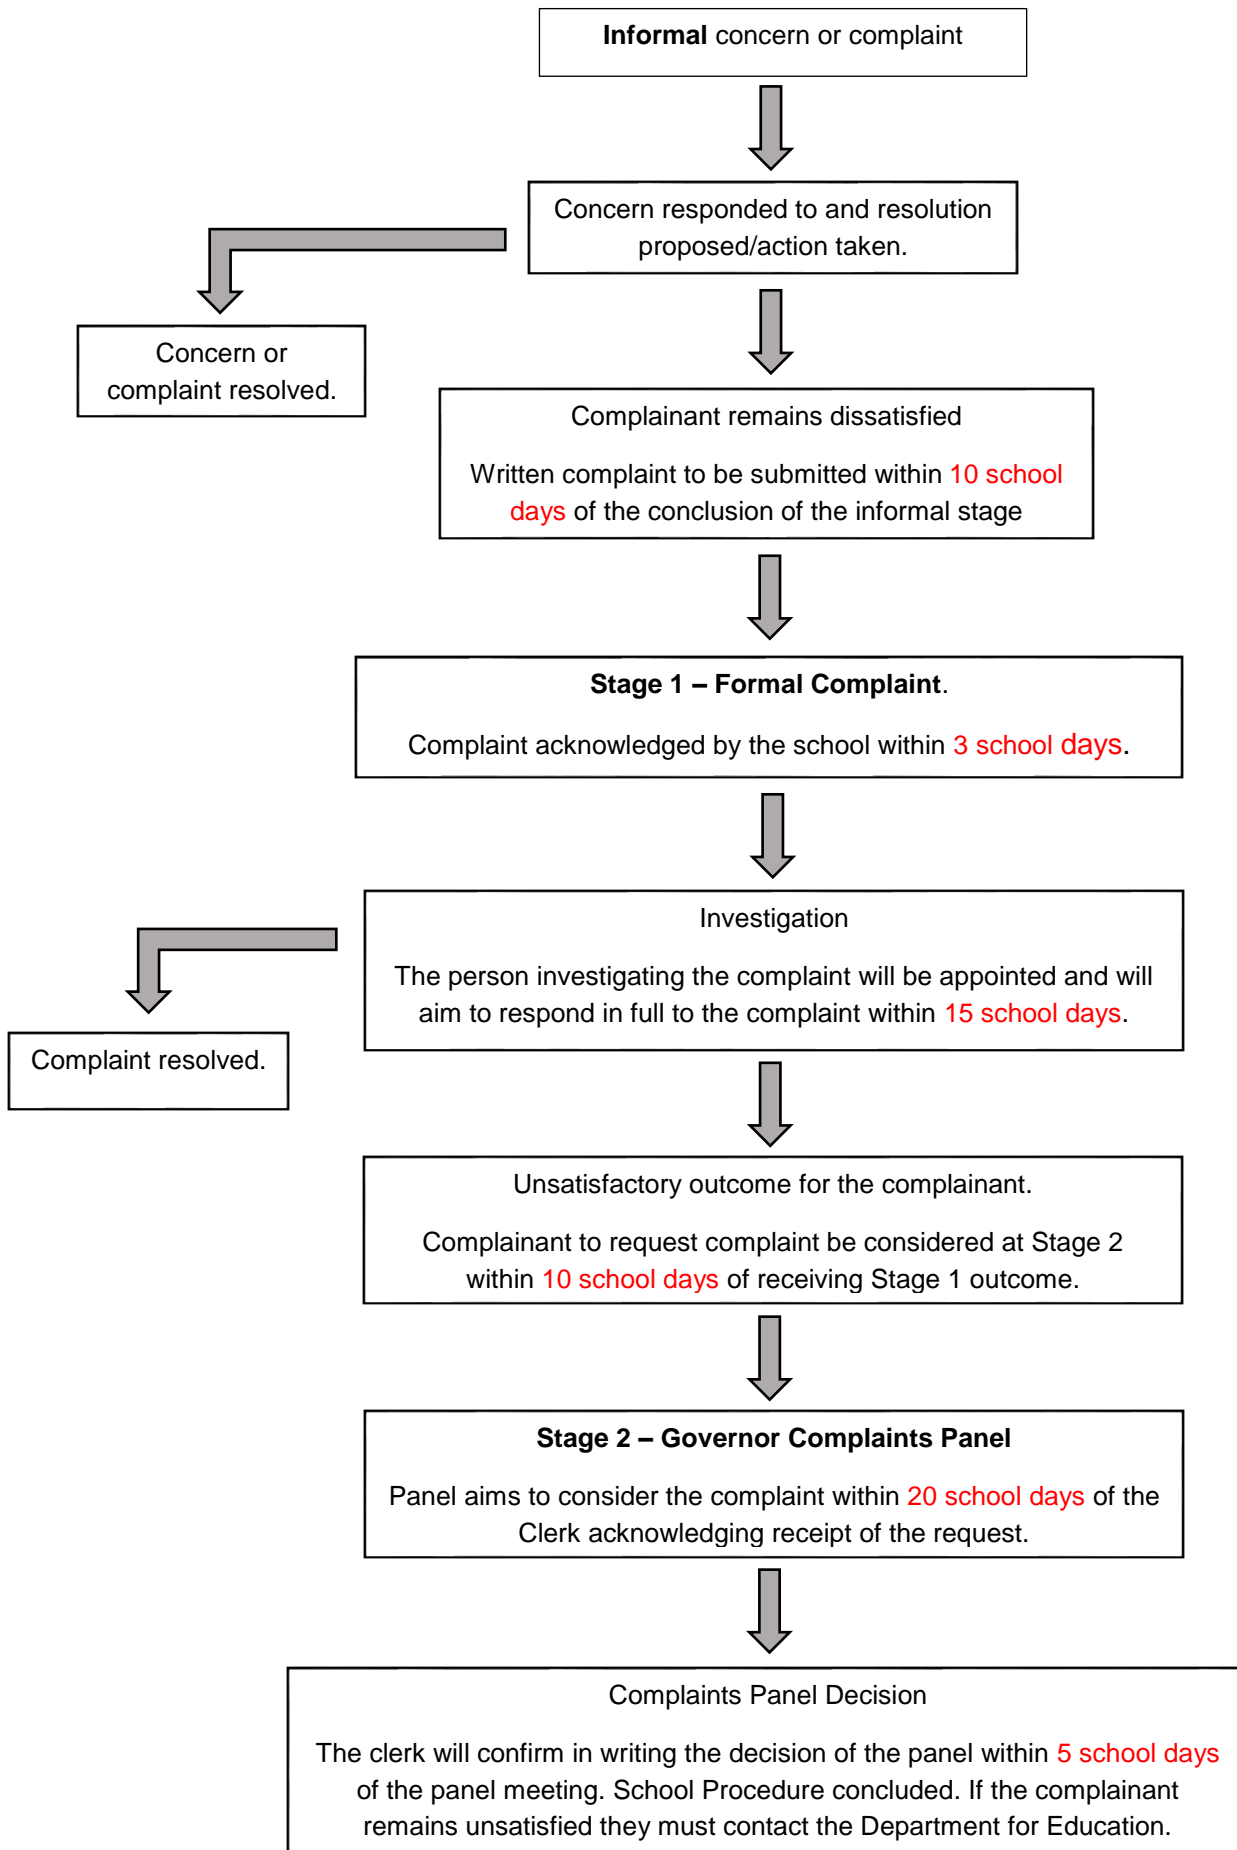 Informal concern or complaint
Concern responded to and resolution
proposed/action taken.
Concern or
complaint resolved.
Complainant remains dissatisfied
Written complaint to be submitted within 10 school
days of the conclusion of the informal stage
Stage 1 – Formal Complaint.
Complaint acknowledged by the school within 3 school days.
Investigation
The person investigating the complaint will be appointed and will
aim to respond in full to the complaint within 15 school days.
Complaint resolved.
Unsatisfactory outcome for the complainant.
Complainant to request complaint be considered at Stage 2
within 10 school days of receiving Stage 1 outcome.
Stage 2 – Governor Complaints Panel
Panel aims to consider the complaint within 20 school days of the
Clerk acknowledging receipt of the request.
Complaints Panel Decision
The clerk will confirm in writing the decision of the panel within 5 school days
of the panel meeting. School Procedure concluded. If the complainant
remains unsatisfied they must contact the Department for Education.